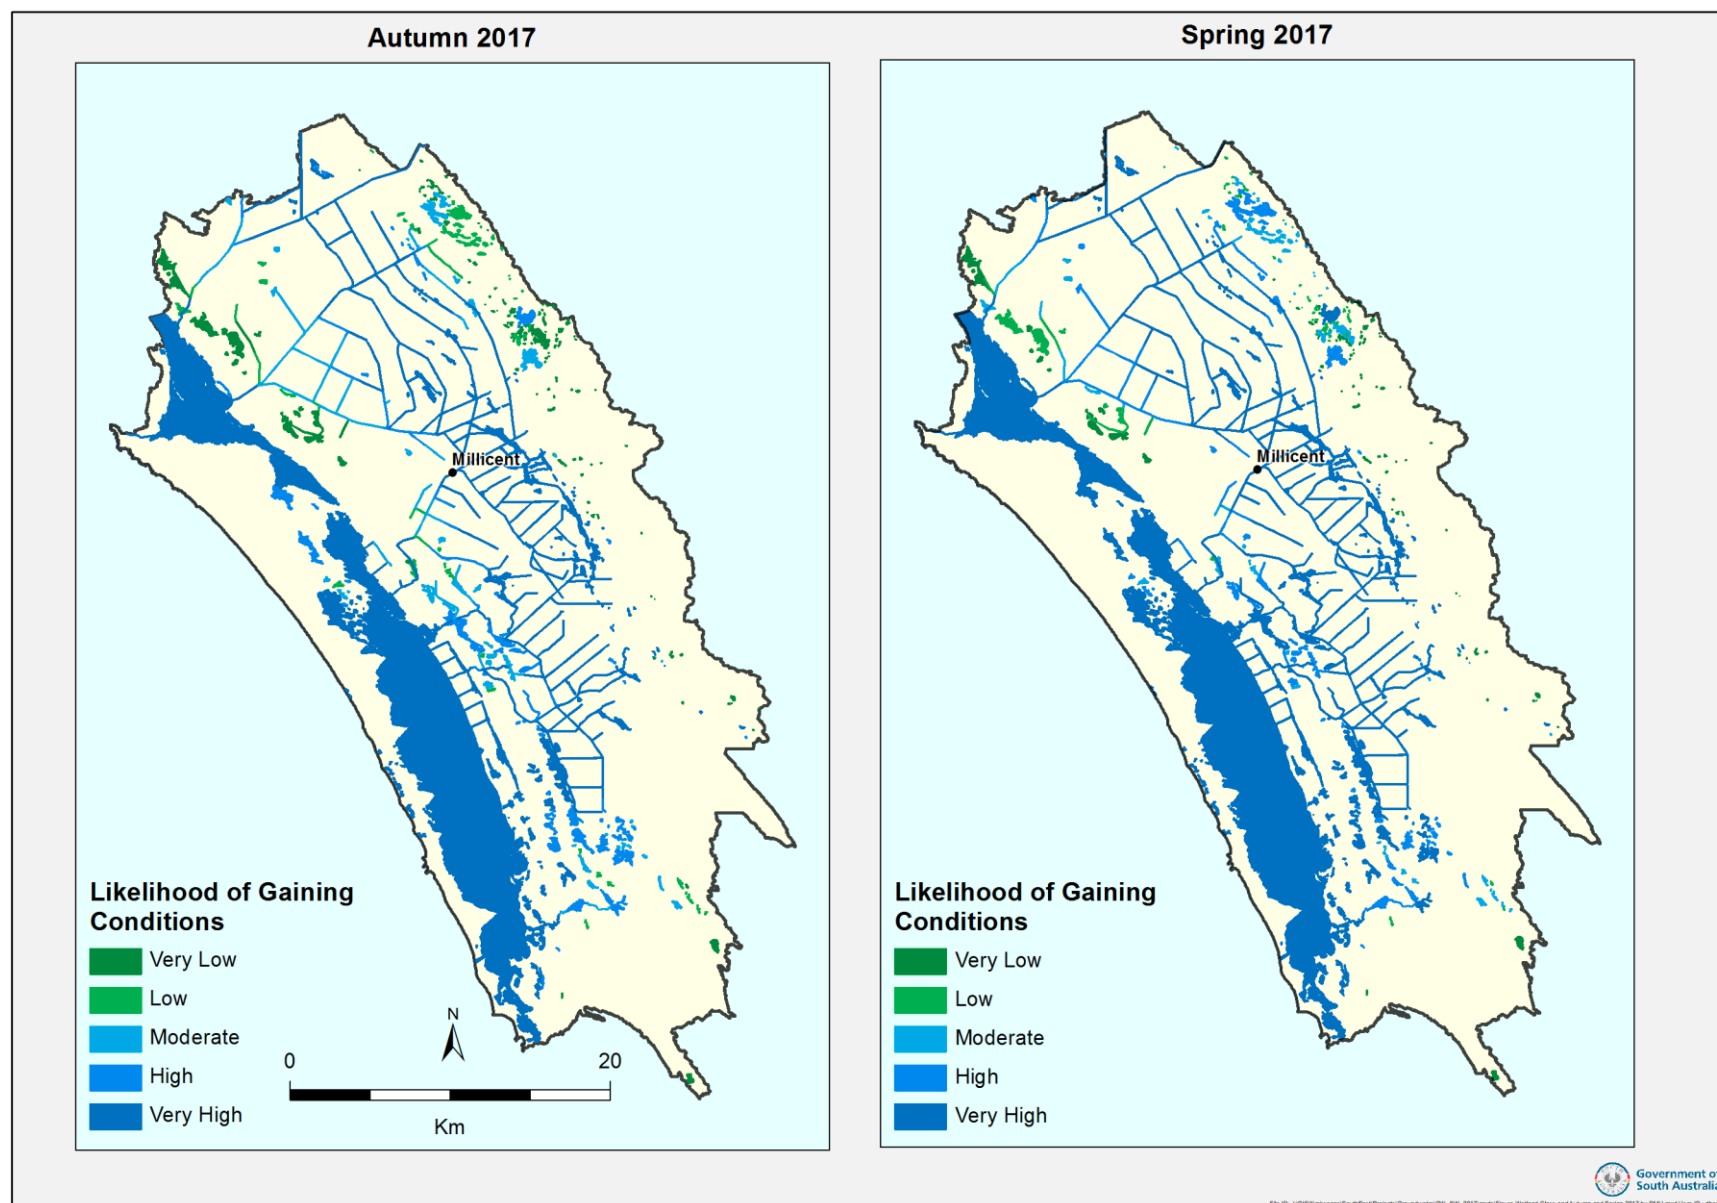 Autumn 2017
Spring 2017
Millicent
Millicent
Likelihood of Gaining
Conditions
Very Low
Low
Moderate
High
Very High
N
0
20
Km
Likelihood of Gaining
Conditions
Very Low
Low
Moderate
High
Very High
Government of
South Australia